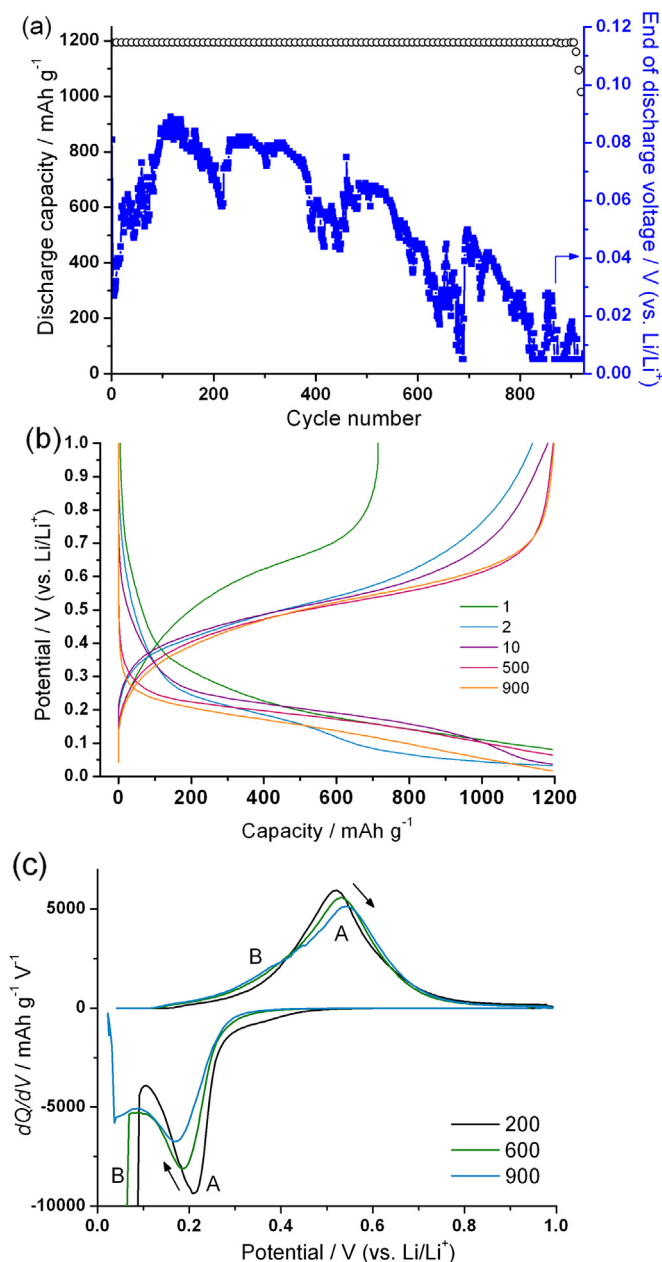 (a)
1200
1000
800
600
400
200
0
Discharge capacity / mAh g⁻¹
0.12
0.10
0.08
0.06
0.04
0.02
0.00
End of discharge voltage / V (vs. Li/Li⁺)
0 200 400 600 800
Cycle number
(b)
1.0
0.9
0.8
0.7
0.6
0.5
0.4
0.3
0.2
0.1
0.0
Potential / V (vs. Li/Li⁺)
1
2
10
500
900
0 200 400 600 800 1000 1200
Capacity / mAh g⁻¹
(c)
5000
0
-5000
-10000
dQ/dV / mAh g⁻¹ V⁻¹
B
A
B
A
200
600
900
0.0 0.2 0.4 0.6 0.8 1.0
Potential / V (vs. Li/Li⁺)